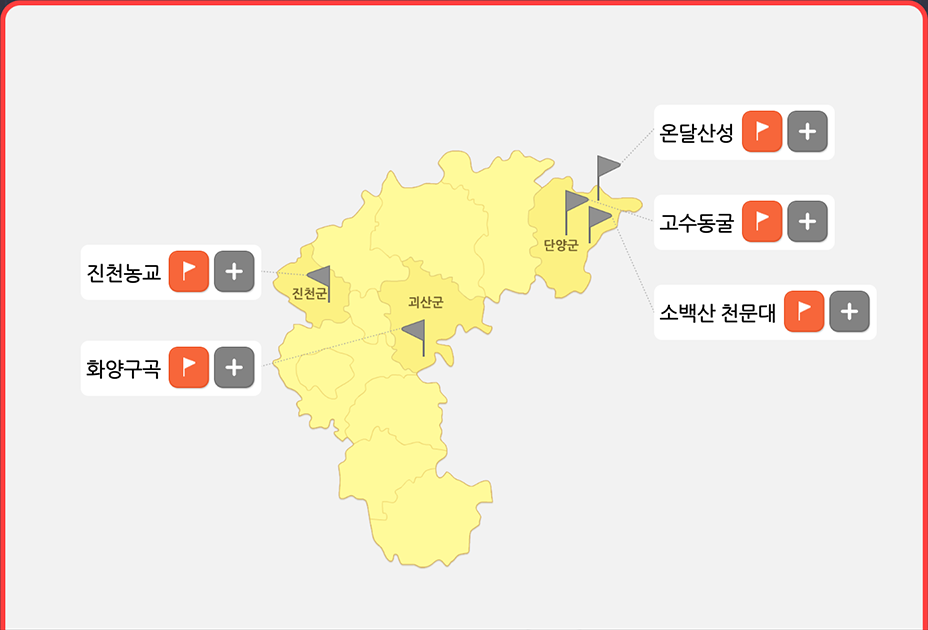 온달산성
고수동굴
단양군
진천농교
진천군
괴산군
소백산 천문대
화양구곡